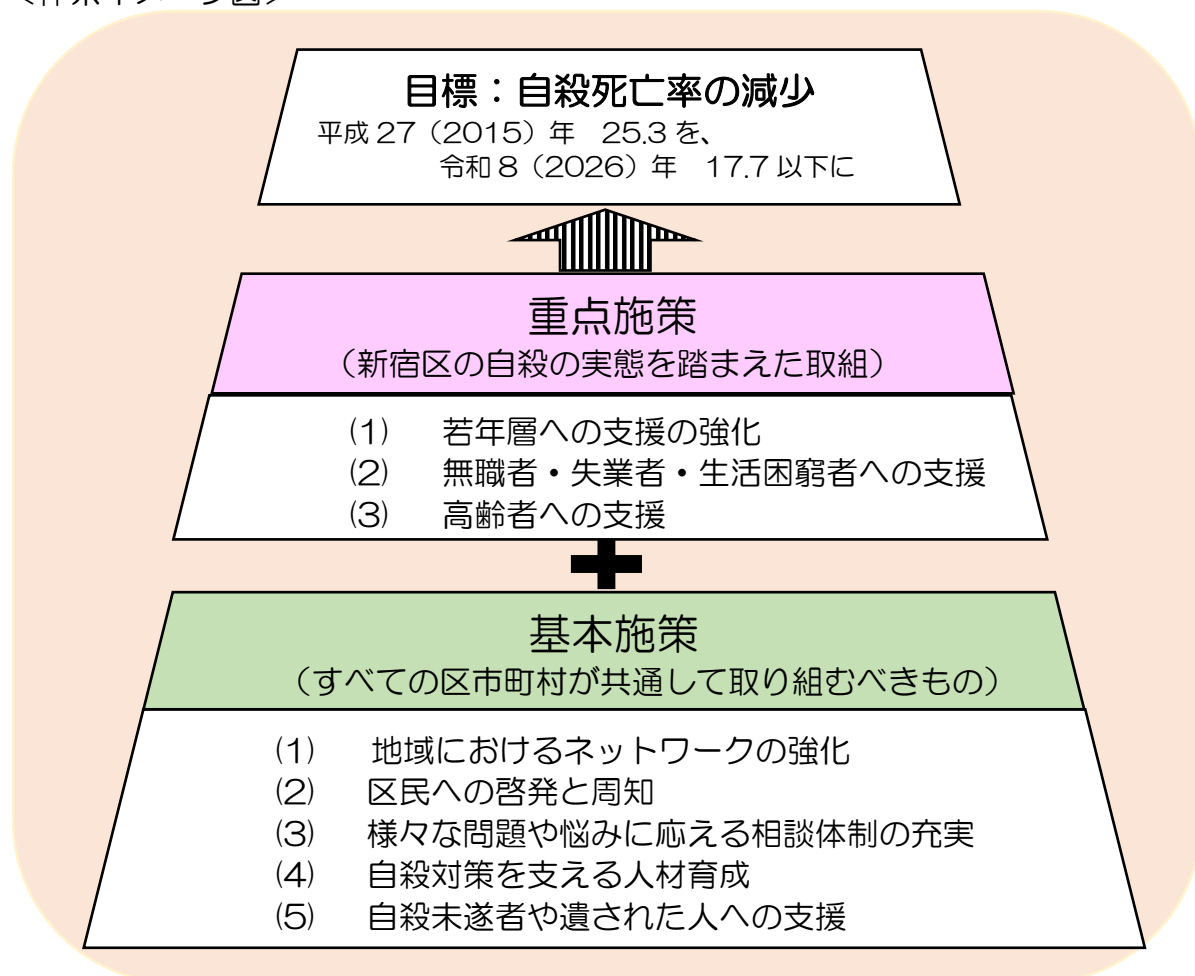 目標：自殺死亡率の減少
平成27（2015）年　25.3を、
令和8（2026）年　17.7以下に
重点施策
（新宿区の自殺の実態を踏まえた取組）
(1)　若年層への支援の強化
(2)　無職者・失業者・生活困窮者への支援
(3)　高齢者への支援
基本施策
（すべての区市町村が共通して取り組むべきもの）
(1)　地域におけるネットワークの強化
(2)　区民への啓発と周知
(3)　様々な問題や悩みに応える相談体制の充実
(4)　自殺対策を支える人材育成
(5)　自殺未遂者や遺された人への支援